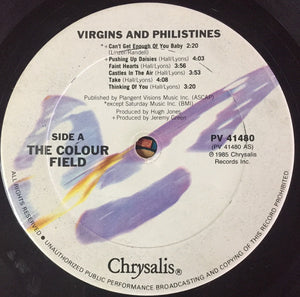 VIRGINS AND PHILISTINES
*Can't Get Enough Of You Baby 2:20
(Linzer/Randell)
+Pushing Up Daisies (Hall/Lyons) 4:03
Faint Hearts (Hall/Lyons) 3:56
Castles In The Air (Hall/Lyons)
Take (Hall/Lyons) 3:56
Thinking Of You (Hall/Lyons) 3:20
Published by Plangent Visions Music Inc. (ASCAP)
*except Saturday Music Inc. (BMI)
Produced by Hugh Jones
+Produced by Jeremy Green
SIDE A
THE COLOUR
FIELD
PV 41480
(PV 41480 AS)
℗1985 Chrysalis
Records Inc.
Chrysalis®
ALL RIGHTS RESERVED • UNAUTHORIZED PUBLIC PERFORMANCE BROADCASTING AND COPYING OF THIS RECORD PROHIBITED